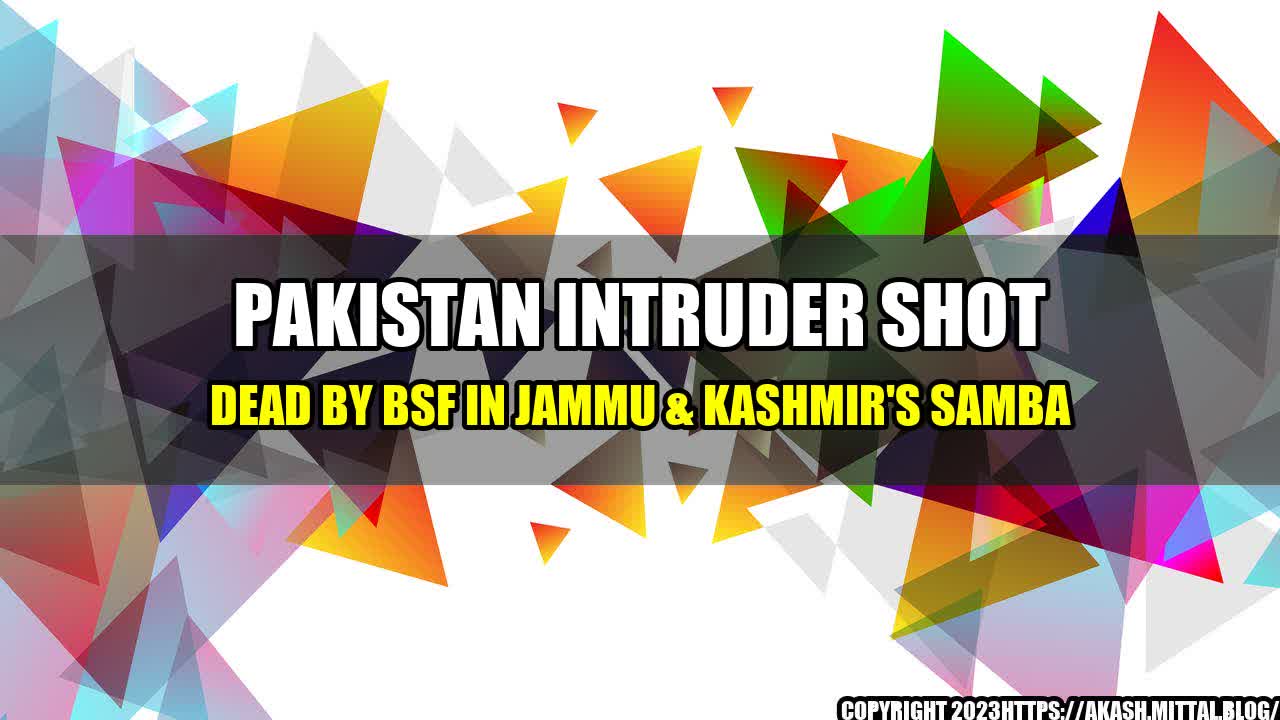 PAKISTAN INTRUDER SHOT
DEAD BY BSF IN JAMMU & KASHMIR'S SAMBA
COPYRIGHT 2023HTTPS://AKASH.MITTAL.BLOG/